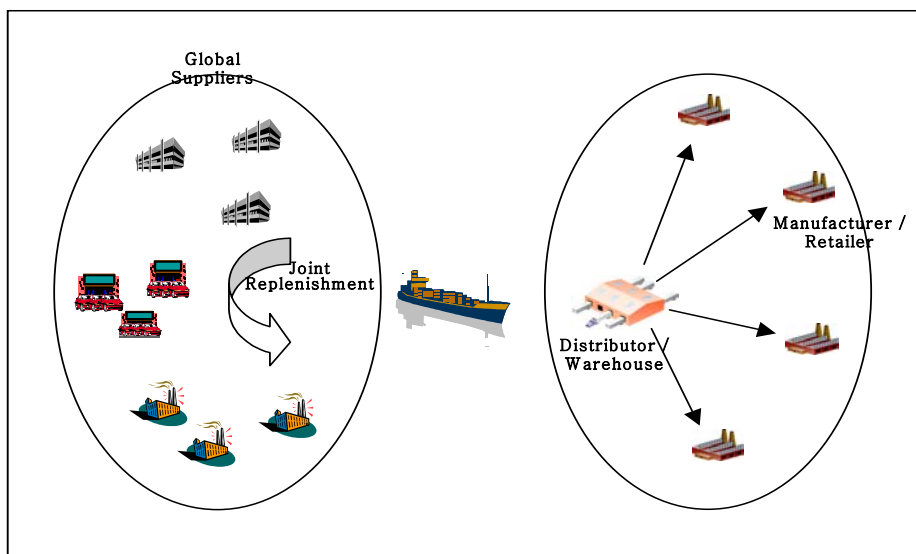 Global
Suppliers
Joint
Replenishment
Manufacturer /
Retailer
Distributor /
Warehouse